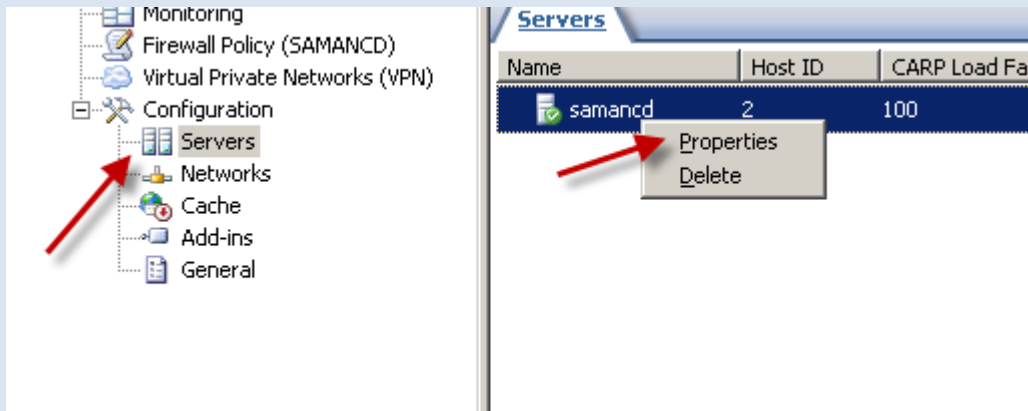 Monitoring
Firewall Policy (SAMANCD)
Virtual Private Networks (VPN)
Configuration
Servers
Networks
Cache
Add-ins
General
Servers
Name Host ID CARP Load Fa
samancd 2 100
Properties
Delete